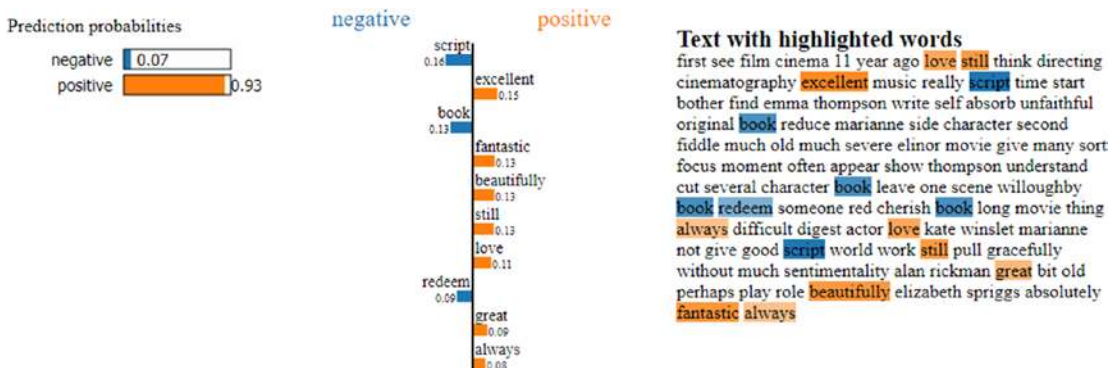 Prediction probabilities
negative 0.07
positive 0.93
negative positive
script
0.16
excellent
0.15
book
0.13
fantastic
0.13
beautifully
0.13
still
0.13
love
0.11
redeem
0.09
great
0.09
always
0.08
Text with highlighted words
first see film cinema 11 year ago love still think directing
cinematography excellent music really script time start
bother find emma thompson write self absorb unfaithful
original book reduce marianne side character second
fiddle much old much severe elinor movie give many sort
focus moment often appear show thompson understand
cut several character book leave one scene willoughby
book redeem someone red cherish book long movie thing
always difficult digest actor love kate winslet marianne
not give good script world work still pull gracefully
without much sentimentality alan rickman great bit old
perhaps play role beautifully elizabeth spriggs absolutely
fantastic always